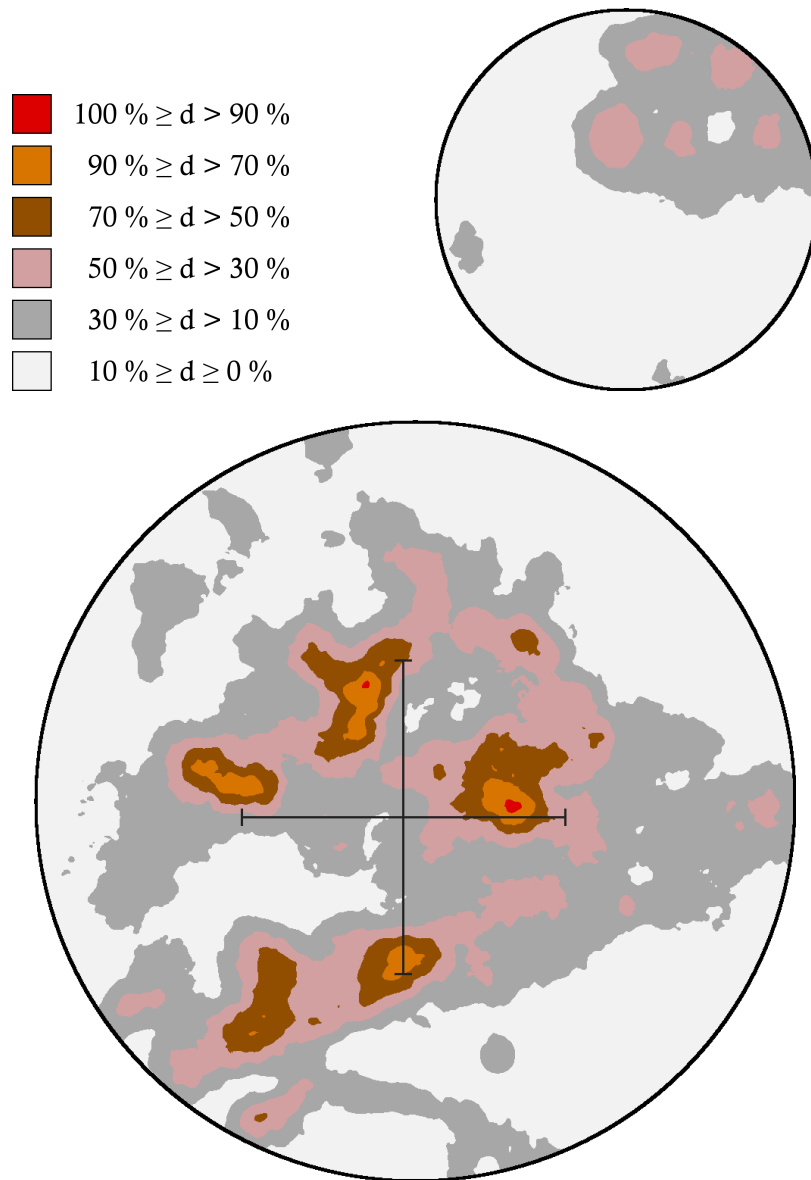 100 % ≥ d > 90 %
90 % ≥ d > 70 %
70 % ≥ d > 50 %
50 % ≥ d > 30 %
30 % ≥ d > 10 %
10 % ≥ d ≥ 0 %